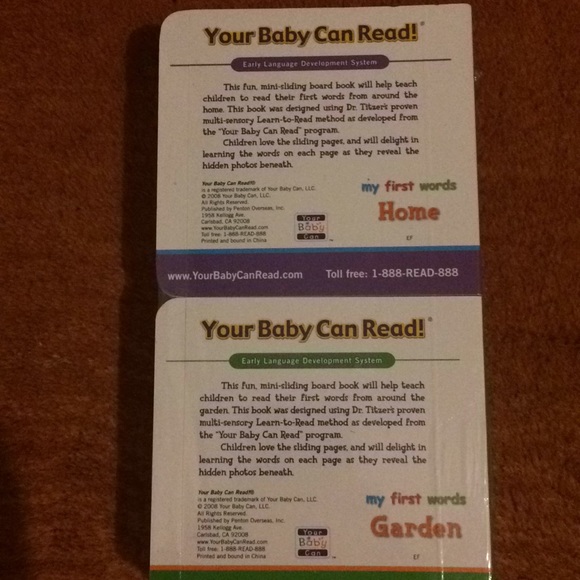 Your Baby Can Read!®
Early Language Development System
This fun, mini-sliding board book will help teach
children to read their first words from around the
home. This book was designed using Dr. Titzer's proven
multi-sensory Learn-to-Read method as developed from
the "Your Baby Can Read" program.
Children love the sliding pages, and will delight in
learning the words on each page as they reveal the
hidden photos beneath.
Your Baby Can Read!®
is a registered trademark of Your Baby Can, LLC.
© 2008 Your Baby Can, LLC.
All Rights Reserved.
Published by Penton Overseas, Inc.
1958 Kellogg Ave.
Carlsbad, CA 92008
www.YourBabyCanRead.com
Toll free: 1-888-READ-888
Printed and bound in China
Your
Baby
Can
™
my first words
Home
E7
www.YourBabyCanRead.com Toll free: 1-888-READ-888
Your Baby Can Read!®
Early Language Development System
This fun, mini-sliding board book will help teach
children to read their first words from around the
garden. This book was designed using Dr. Titzer's proven
multi-sensory Learn-to-Read method as developed from
the "Your Baby Can Read" program.
Children love the sliding pages, and will delight in
learning the words on each page as they reveal the
hidden photos beneath.
Your Baby Can Read!®
is a registered trademark of Your Baby Can, LLC.
© 2008 Your Baby Can, LLC.
All Rights Reserved.
Published by Penton Overseas, Inc.
1958 Kellogg Ave.
Carlsbad, CA 92008
www.YourBabyCanRead.com
Toll free: 1-888-READ-888
Printed and bound in China
Your
Baby
Can
™
my first words
Garden
E7